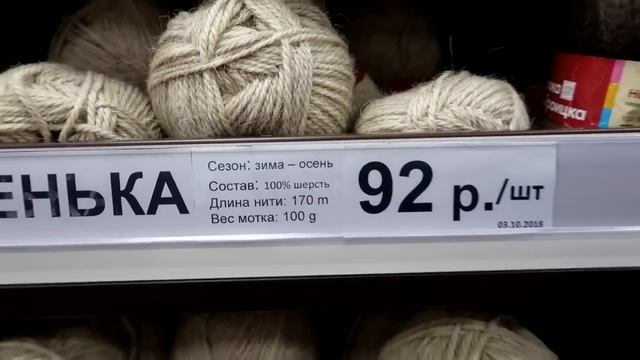 ЕНЬКА
Сезон: зима – осень
Состав: 100% шерсть
Длина нити: 170 m
Вес мотка: 100 g
92 р./шт
03.10.2018